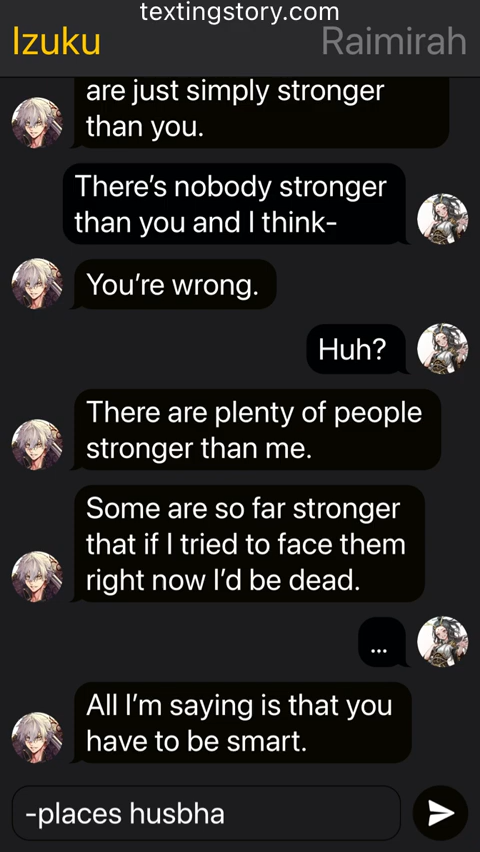 textingstory.com
Izuku
Raimirah
are just simply stronger
than you.
There’s nobody stronger
than you and I think-
You’re wrong.
Huh?
There are plenty of people
stronger than me.
Some are so far stronger
that if I tried to face them
right now I’d be dead.
...
All I’m saying is that you
have to be smart.
-places husbha